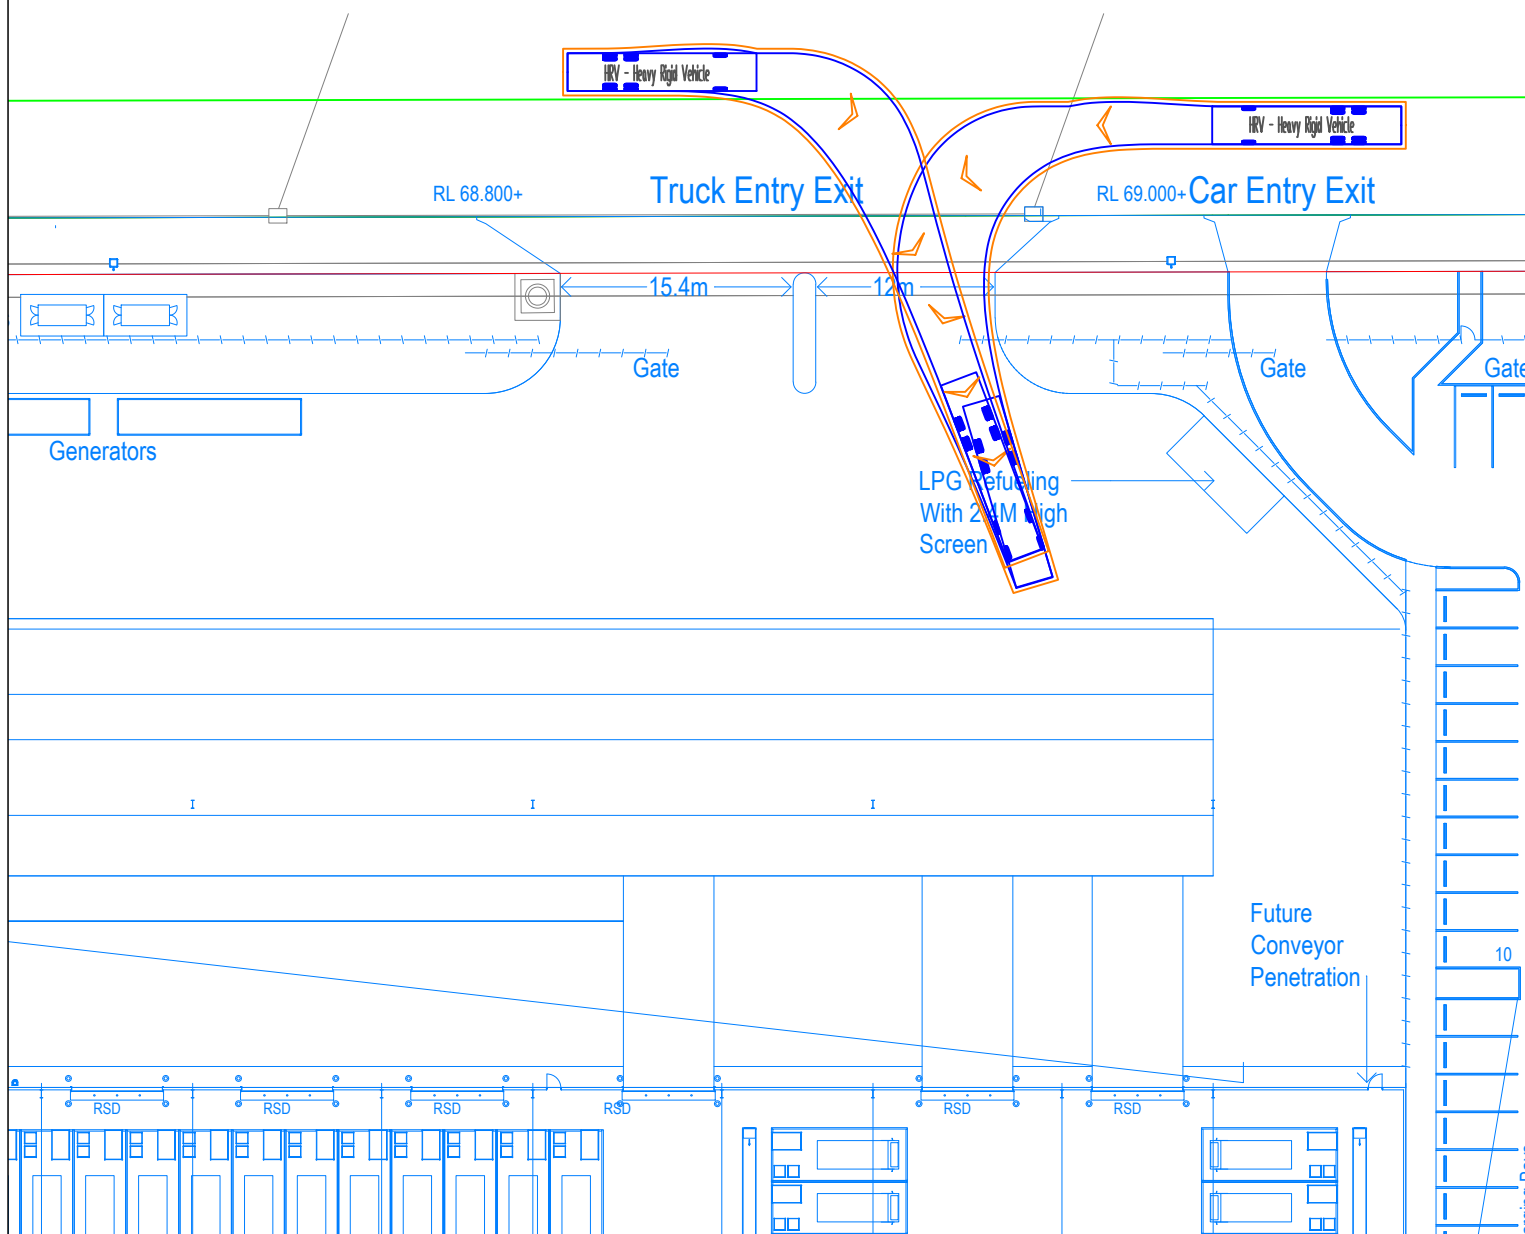 HRV - Heavy Rigid Vehicle
HRV - Heavy Rigid Vehicle
RL 68.800+
Truck Entry Exit
RL 69.000+
Car Entry Exit
15.4m
12m
Gate
Gate
Gate
Generators
LPG Refueling
With 2.4M High
Screen
Future
Conveyor
Penetration
10
RSD
RSD
RSD
RSD
RSD
RSD